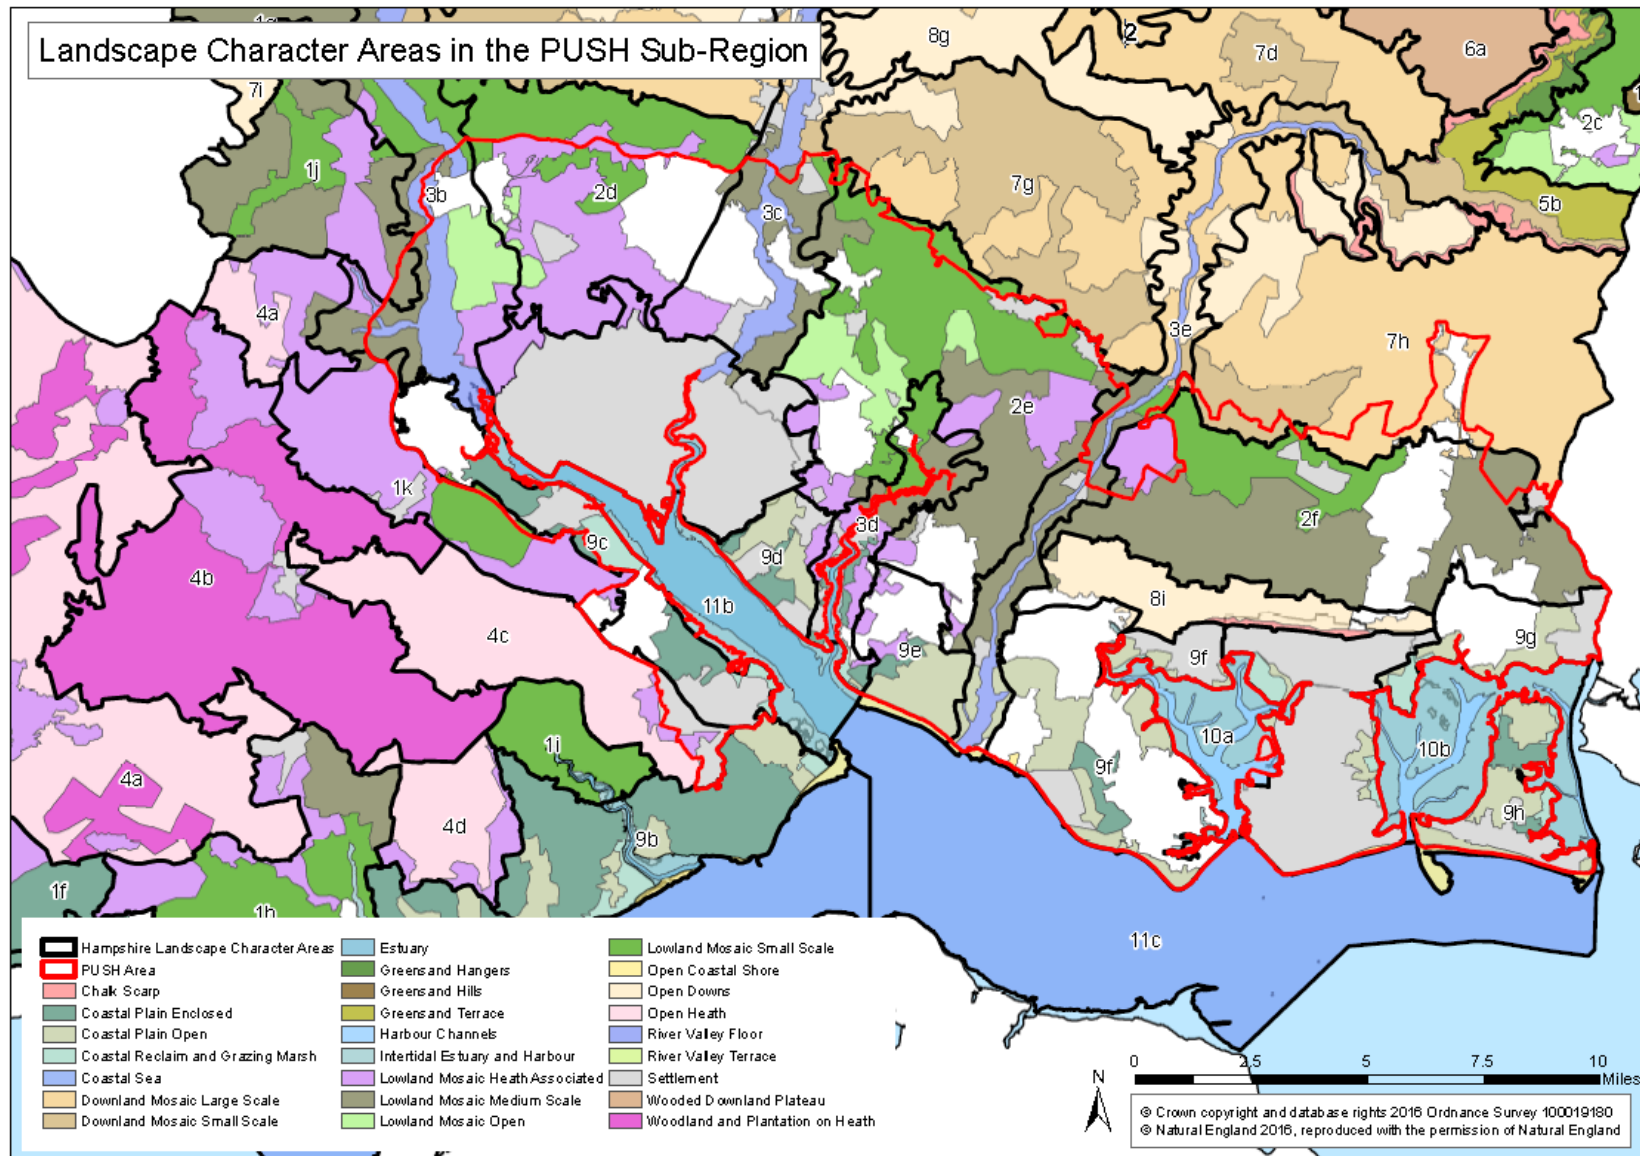 Landscape Character Areas in the PUSH Sub-Region
8g
2
7d
6a
7i
2c
1j
3b
2d
3c
7g
5b
4a
3e
7h
2e
1k
3d
2f
9c
9d
4b
11b
8i
4c
9e
9f
9g
1i
10a
10b
4a
9f
4d
9b
9h
1f
1h
11c
Hampshire Landscape Character Areas
PUSH Area
Chalk Scarp
Coastal Plain Enclosed
Coastal Plain Open
Coastal Reclaim and Grazing Marsh
Coastal Sea
Downland Mosaic Large Scale
Downland Mosaic Small Scale
Estuary
Greensand Hangers
Greensand Hills
Greensand Terrace
Harbour Channels
Intertidal Estuary and Harbour
Lowland Mosaic Heath Associated
Lowland Mosaic Medium Scale
Lowland Mosaic Open
Lowland Mosaic Small Scale
Open Coastal Shore
Open Downs
Open Heath
River Valley Floor
River Valley Terrace
Settlement
Wooded Downland Plateau
Woodland and Plantation on Heath
N
0 2.5 5 7.5 10
Miles
© Crown copyright and database rights 2016 Ordnance Survey 100019180
© Natural England 2016, reproduced with the permission of Natural England